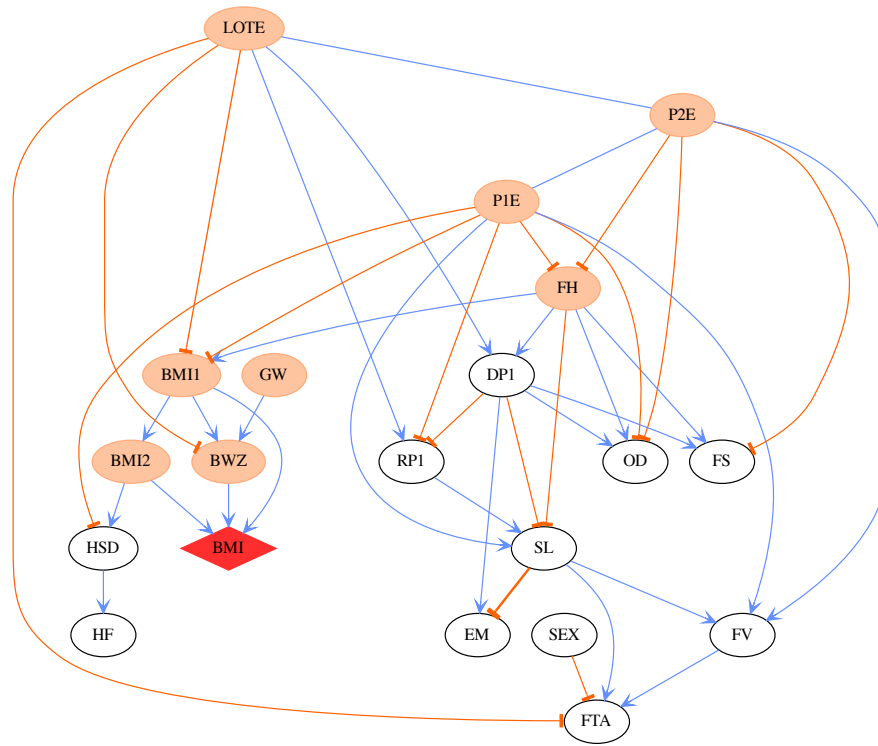 LOTE
P2E
P1E
FH
BMI1
GW
DP1
BMI2
BWZ
RP1
OD
FS
HSD
BMI
SL
HF
EM
SEX
FV
FTA